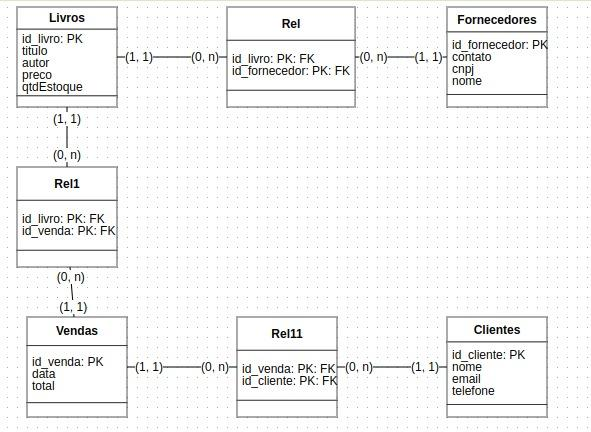 Livros
id_livro: PK
titulo
autor
preco
qtdEstoque
(1, 1)
(0, n)
Rel
id_livro: PK: FK
id_fornecedor: PK: FK
(0, n)
(1, 1)
Fornecedores
id_fornecedor: PK
contato
cnpj
nome
(1, 1)
(0, n)
Rel1
id_livro: PK: FK
id_venda: PK: FK
(0, n)
(1, 1)
Vendas
id_venda: PK
data
total
(1, 1)
(0, n)
Rel11
id_venda: PK: FK
id_cliente: PK: FK
(0, n)
(1, 1)
Clientes
id_cliente: PK
nome
email
telefone